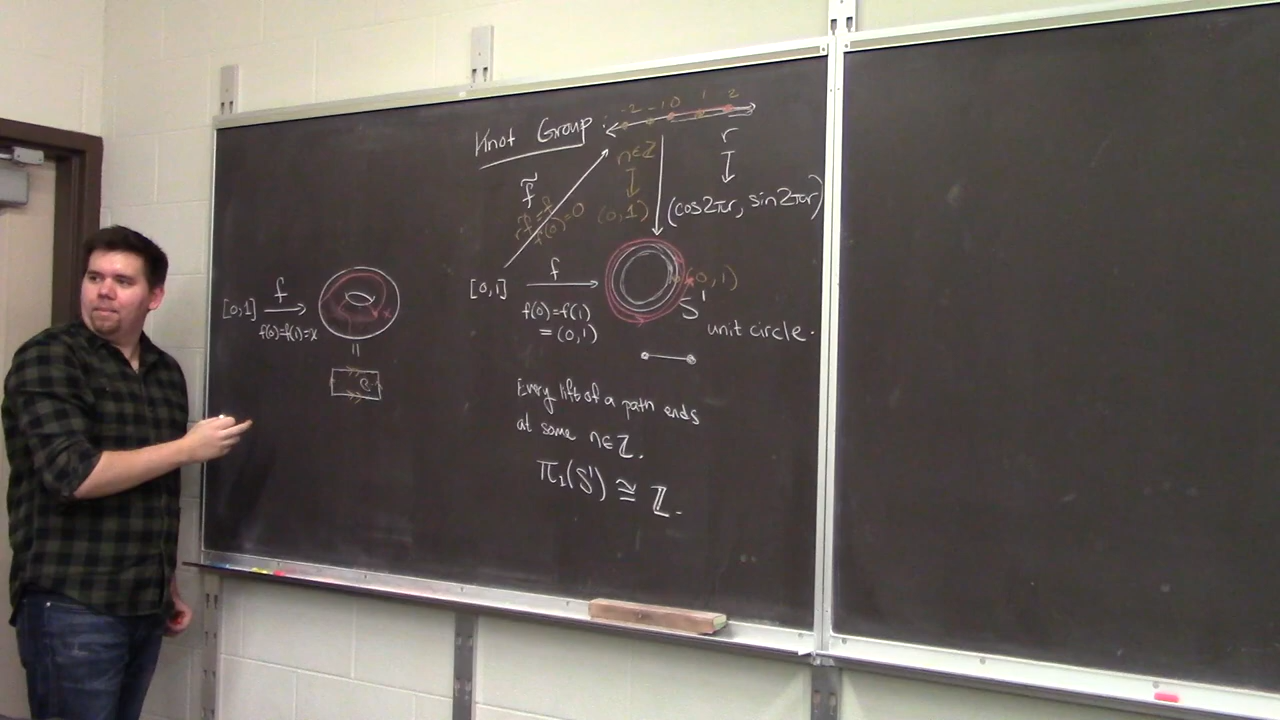 Knot Group:
-2 -1 0 1 2
n∈ℤ
(0,1)
r
(cos2πr, sin2πr)
f̃
rf̃=f
f̃(0)=0
[0,1] f
f(0)=f(1)
=(0,1)
(0,1)
S¹
unit circle.
[0,1] f
f(0)=f(1)=x
x
=
Every lift of a path ends
at some n∈ℤ.
π₁(S¹) ≅ ℤ.